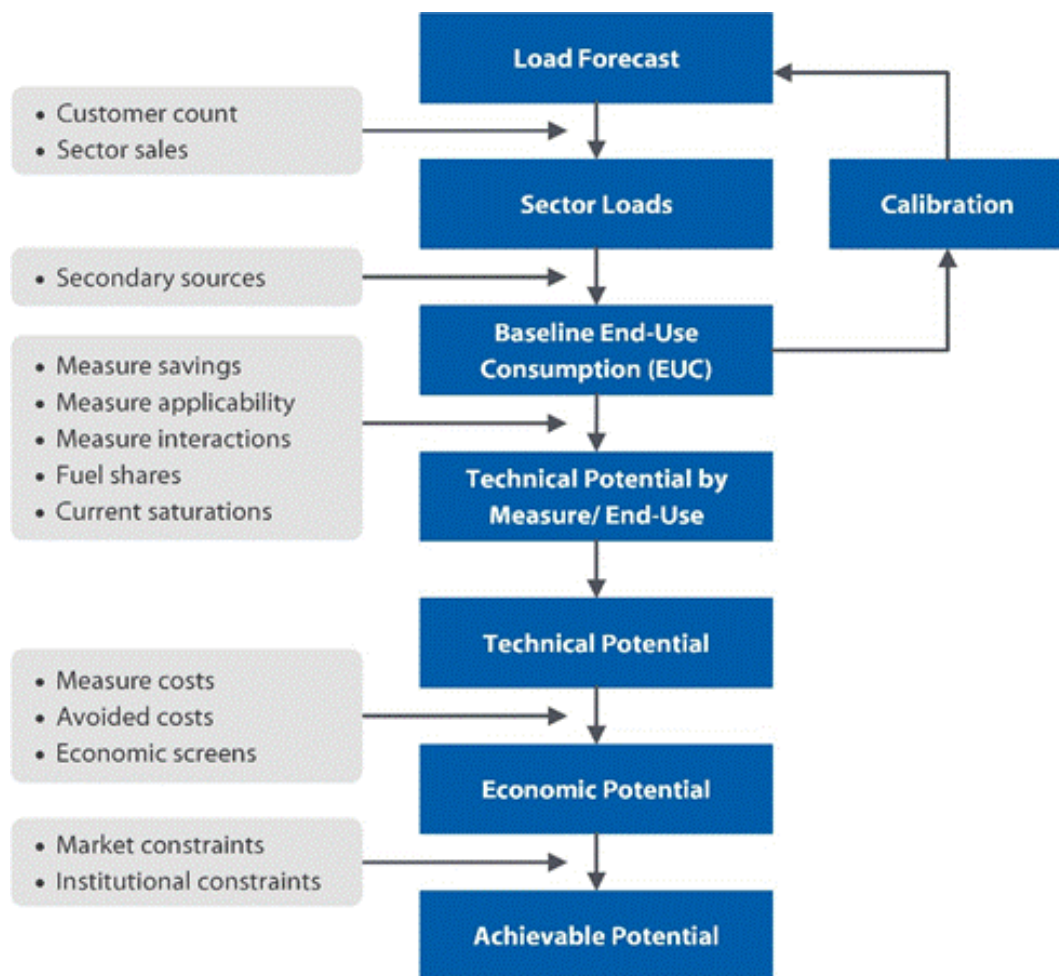 Load Forecast
• Customer count
• Sector sales
Sector Loads
Calibration
• Secondary sources
Baseline End-Use
Consumption (EUC)
• Measure savings
• Measure applicability
• Measure interactions
• Fuel shares
• Current saturations
Technical Potential by
Measure/ End-Use
Technical Potential
• Measure costs
• Avoided costs
• Economic screens
Economic Potential
• Market constraints
• Institutional constraints
Achievable Potential